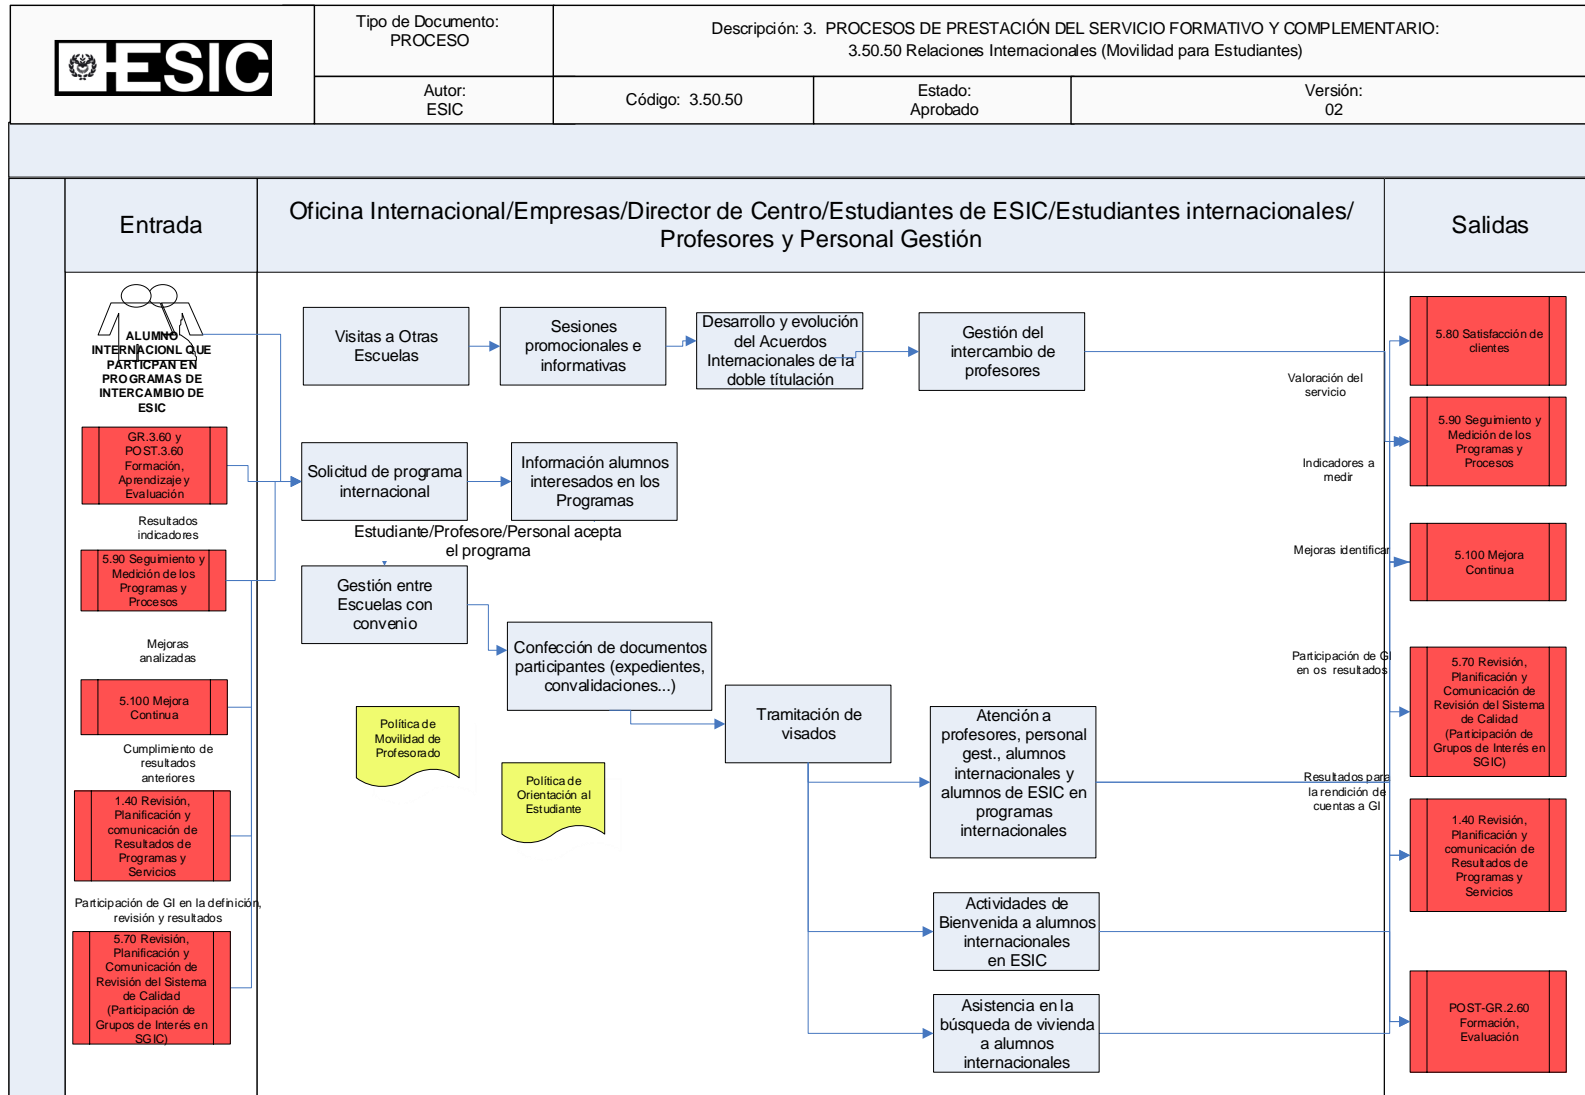 ESIC
Tipo de Documento:
PROCESO
Descripción: 3.  PROCESOS DE PRESTACIÓN DEL SERVICIO FORMATIVO Y COMPLEMENTARIO:
3.50.50 Relaciones Internacionales (Movilidad para Estudiantes)
Autor:
ESIC
Código:  3.50.50
Estado:
Aprobado
Versión:
02
Entrada
Oficina Internacional/Empresas/Director de Centro/Estudiantes de ESIC/Estudiantes internacionales/
Profesores y Personal Gestión
Salidas
ALUMNO
INTERNACIONL QUE
PARTICPAN EN
PROGRAMAS DE
INTERCAMBIO DE
ESIC
GR.3.60 y
POST.3.60
Formación,
Aprendizaje y
Evaluación
Resultados
indicadores
5.90 Seguimiento y
Medición de los
Programas y
Procesos
Mejoras
analizadas
5.100 Mejora
Continua
Cumplimiento de
resultados
anteriores
1.40 Revisión,
Planificación y
comunicación de
Resultados de
Programas y
Servicios
Participación de GI en la definición,
revisión y resultados
5.70 Revisión,
Planificación y
Comunicación de
Revisión del Sistema
de Calidad
(Participación de
Grupos de Interés en
SGIC)
Visitas a Otras
Escuelas
Sesiones
promocionales e
informativas
Desarrollo y evolución
del Acuerdos
Internacionales de la
doble títulación
Gestión del
intercambio de
profesores
Solicitud de programa
internacional
Información alumnos
interesados en los
Programas
Estudiante/Profesore/Personal acepta
el programa
Gestión entre
Escuelas con
convenio
Confección de documentos
participantes (expedientes,
convalidaciones...)
Tramitación de
visados
Política de
Movilidad de
Profesorado
Política de
Orientación al
Estudiante
Atención a
profesores, personal
gest., alumnos
internacionales y
alumnos de ESIC en
programas
internacionales
Actividades de
Bienvenida a alumnos
internacionales
en ESIC
Asistencia en la
búsqueda de vivienda
a alumnos
internacionales
Valoración del
servicio
Indicadores a
medir
Mejoras identificar
Participación de GI
en os  resultados
Resultados para
la rendición de
cuentas a GI
5.80 Satisfacción de
clientes
5.90 Seguimiento y
Medición de los
Programas y
Procesos
5.100 Mejora
Continua
5.70 Revisión,
Planificación y
Comunicación de
Revisión del Sistema
de Calidad
(Participación de
Grupos de Interés en
SGIC)
1.40 Revisión,
Planificación y
comunicación de
Resultados de
Programas y
Servicios
POST-GR.2.60
Formación,
Evaluación